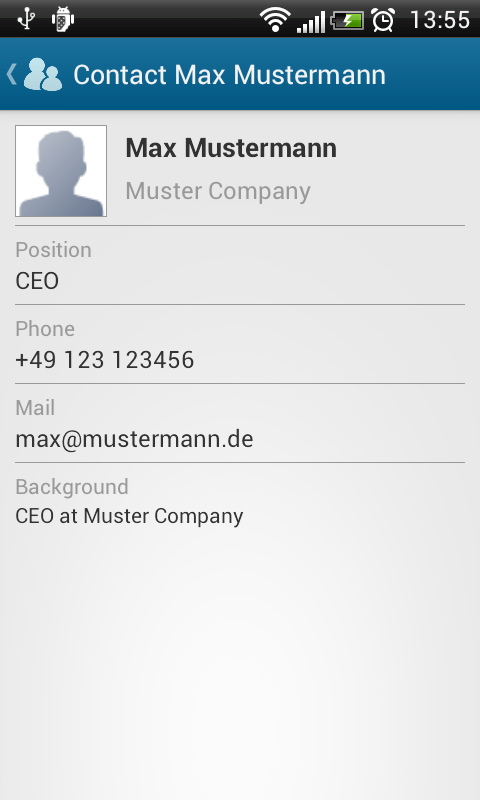 13:55
Contact Max Mustermann
Max Mustermann
Muster Company
Position
CEO
Phone
+49 123 123456
Mail
max@mustermann.de
Background
CEO at Muster Company